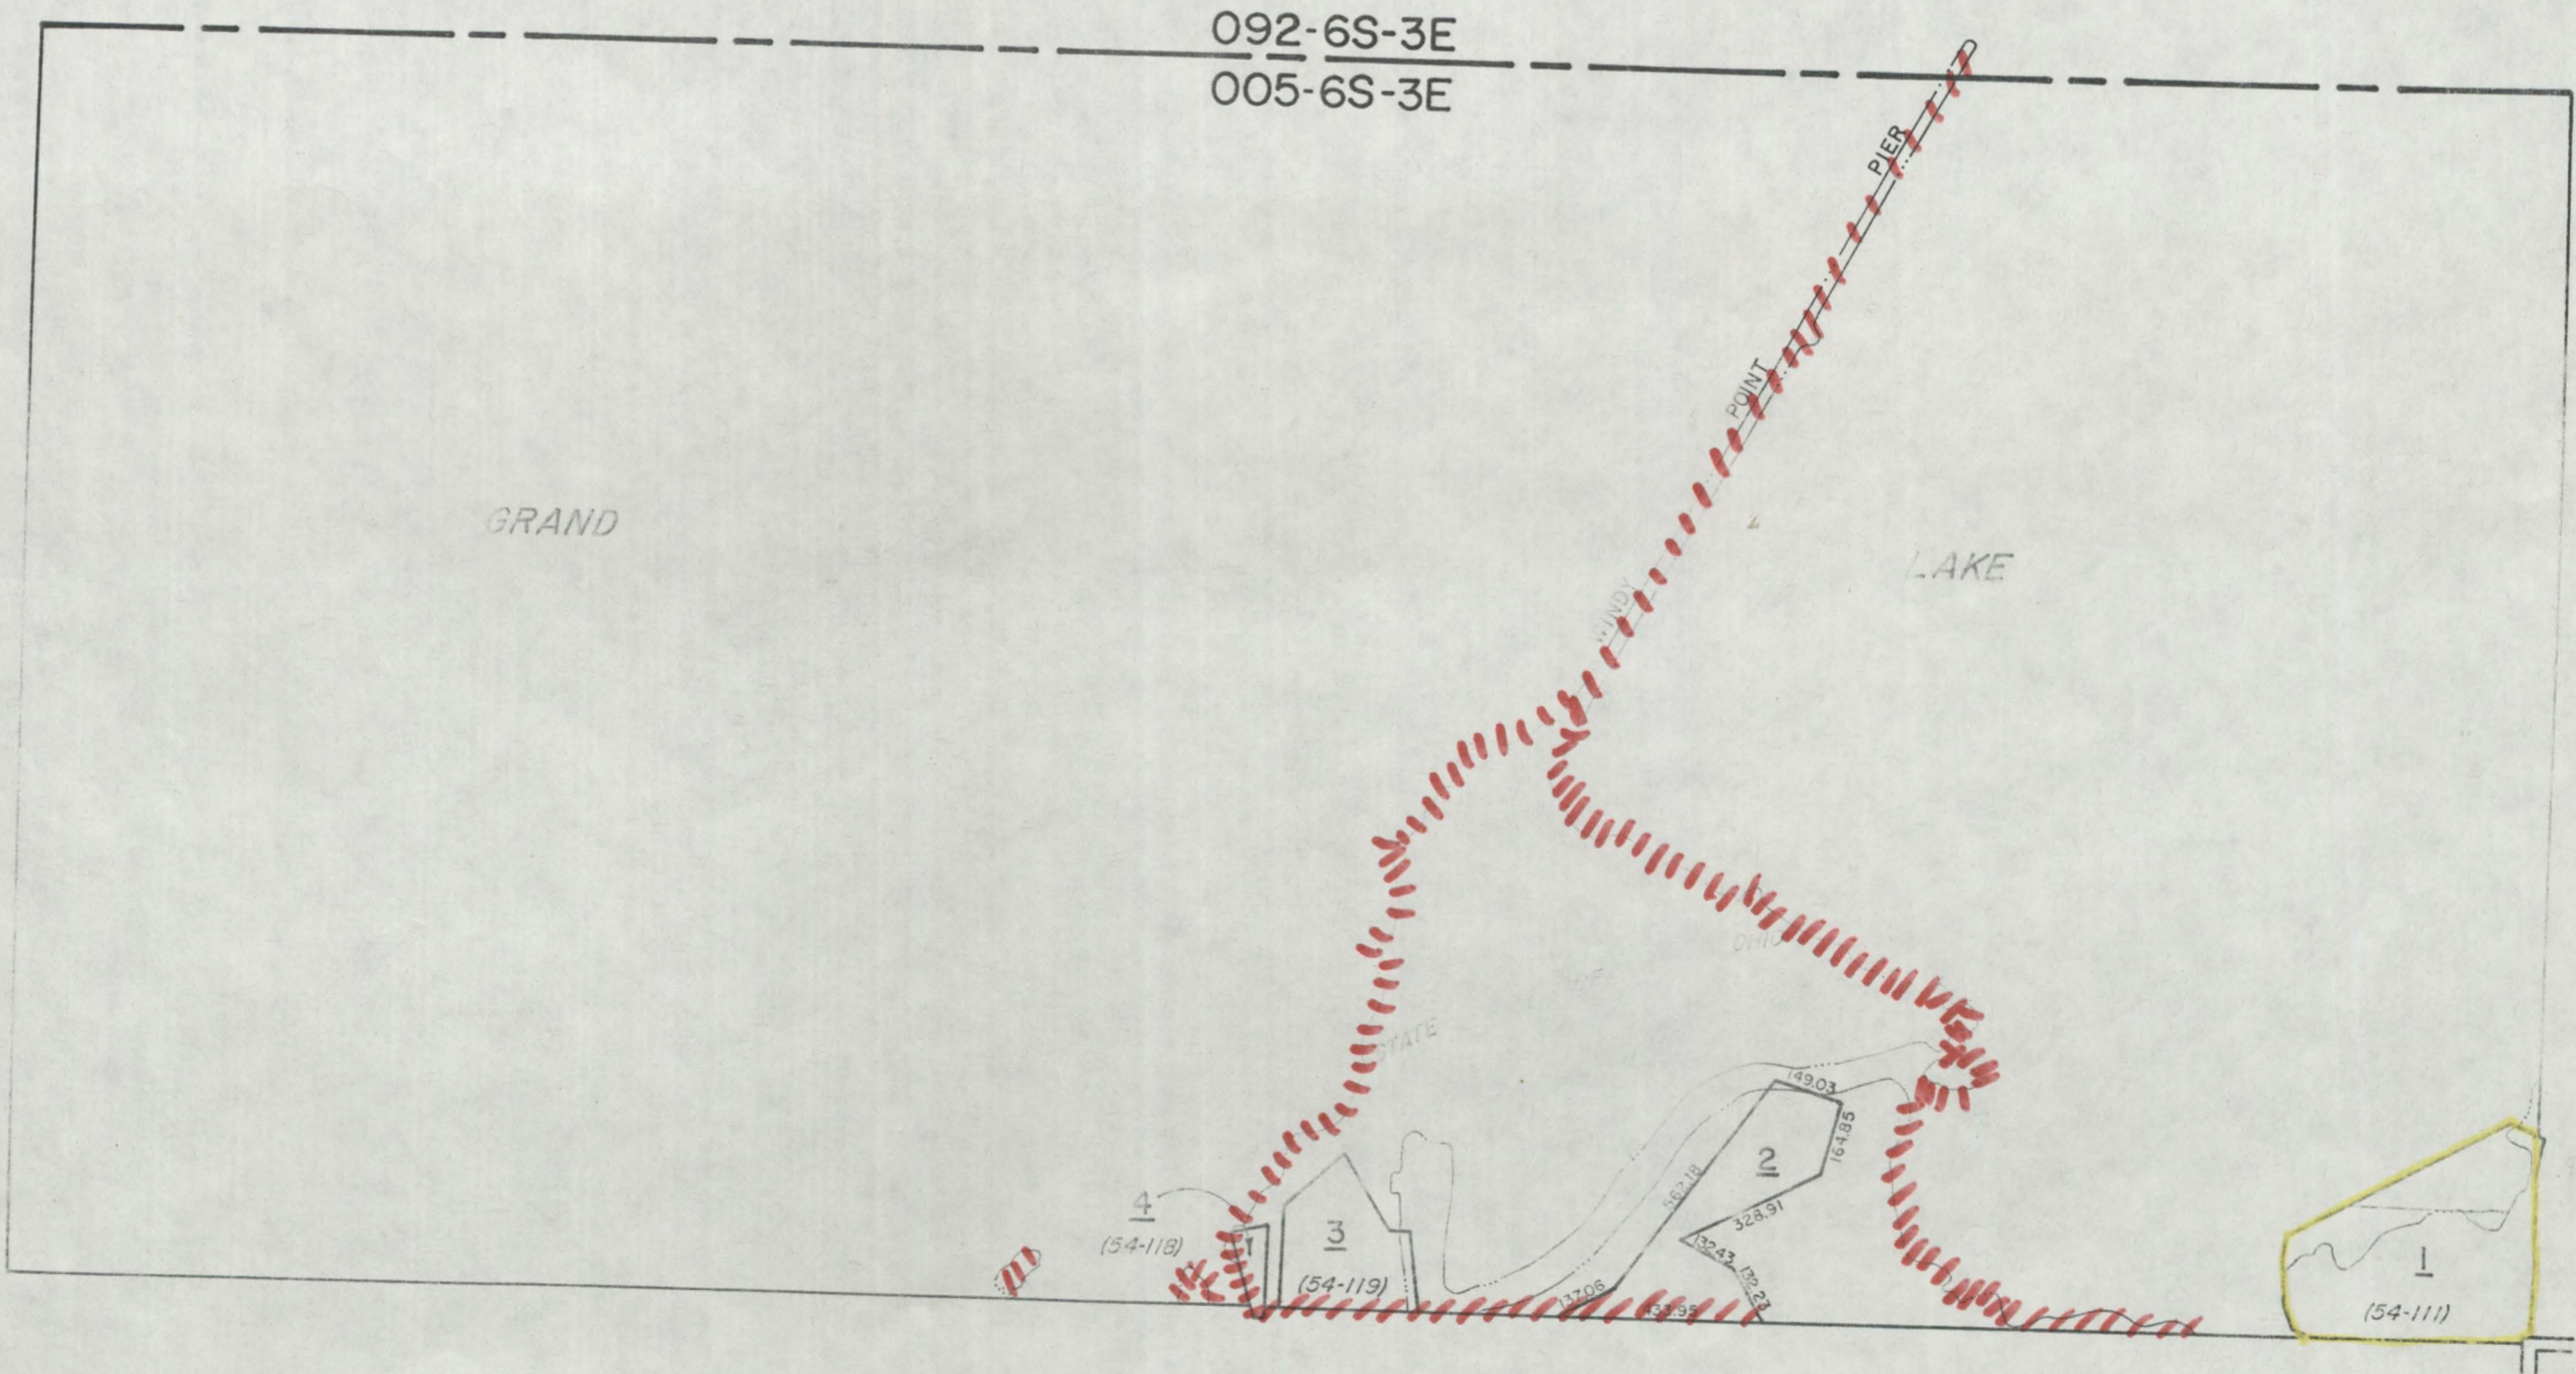 092-6S-3E
005-6S-3E
PIER
POINT
WINDY
GRAND
LAKE
OHIO
OF
STATE
149.03
164.85
2
562.18
328.91
132.43
132.23
137.06
433.95
4
(54-118)
1
3
(54-119)
1
(54-111)